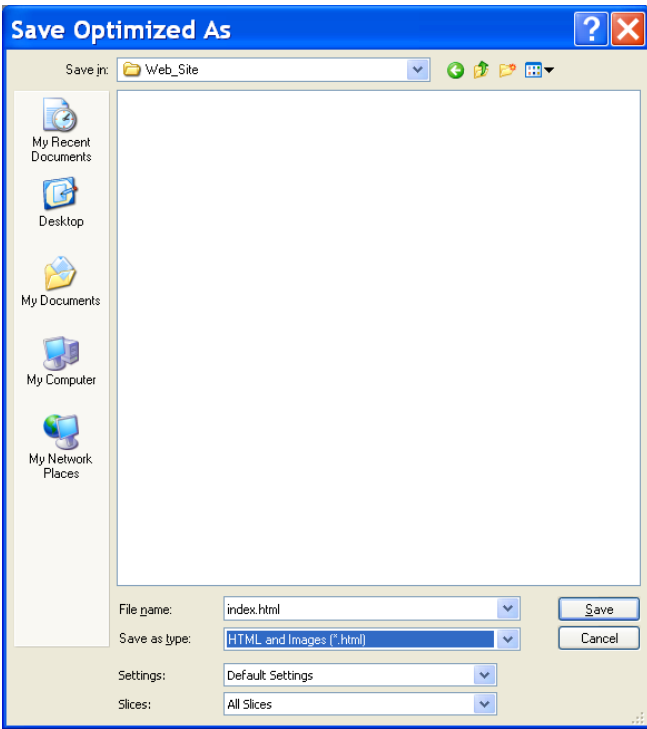 Save Optimized As
Save in: Web_Site
My Recent
Documents
Desktop
My Documents
My Computer
My Network
Places
File name: index.html Save
Save as type: HTML and Images (*.html) Cancel
Settings: Default Settings
Slices: All Slices